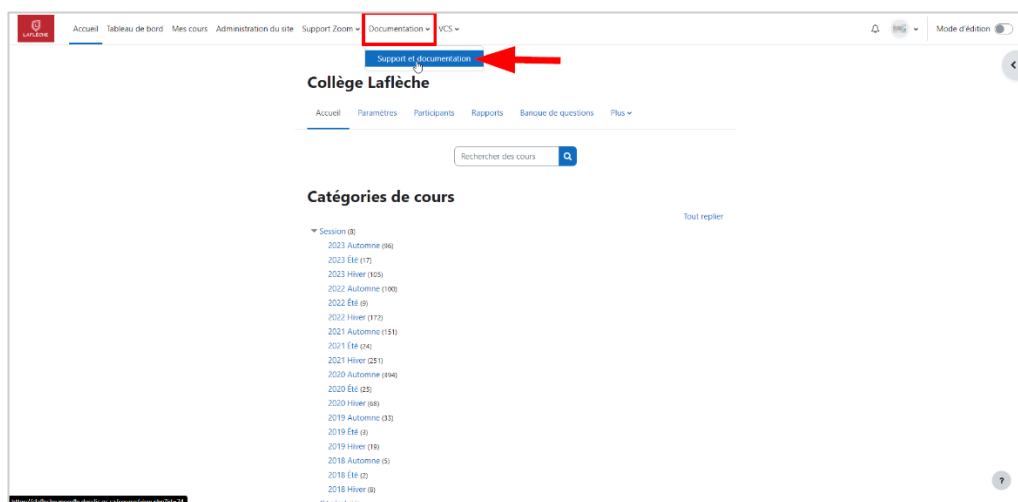 LAFLÈCHE Accueil Tableau de bord Mes cours Administration du site Support Zoom Documentation VCS Mode d'édition
Support et documentation
Collège Laflèche
Accueil Paramètres Participants Rapports Banque de questions Plus
Rechercher des cours
Catégories de cours
Tout replier
Session (8)
2023 Automne (96)
2023 Été (17)
2023 Hiver (105)
2022 Automne (100)
2022 Été (9)
2022 Hiver (172)
2021 Automne (151)
2021 Été (24)
2021 Hiver (251)
2020 Automne (494)
2020 Été (25)
2020 Hiver (68)
2019 Automne (33)
2019 Été (3)
2019 Hiver (19)
2018 Automne (5)
2018 Été (2)
2018 Hiver (8)
?